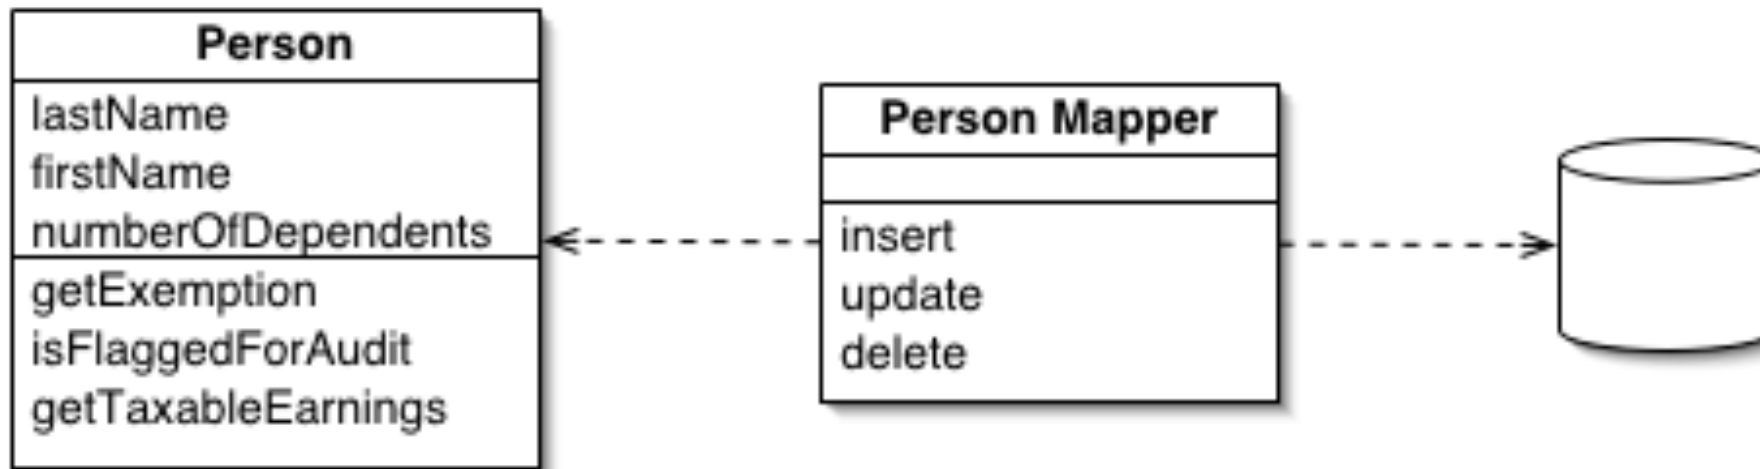 Person
lastName
firstName
numberOfDependents
getExemption
isFlaggedForAudit
getTaxableEarnings
Person Mapper
insert
update
delete